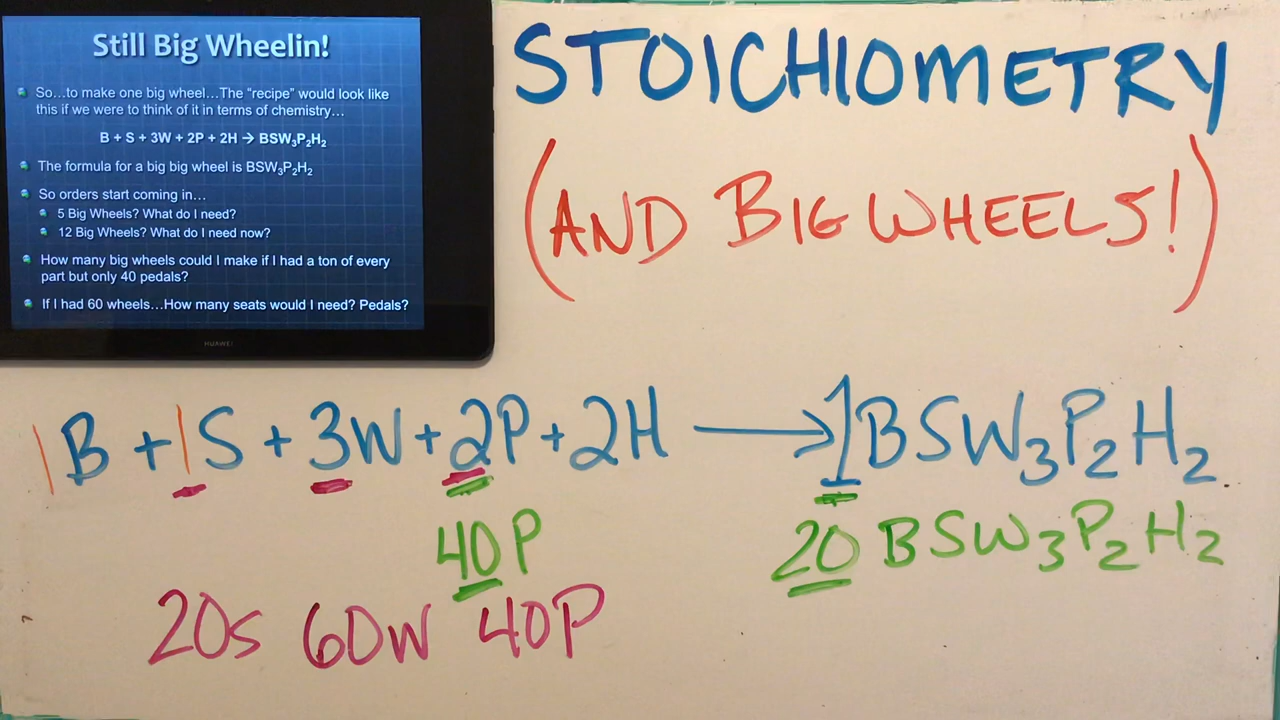 Still Big Wheelin!
So…to make one big wheel…The “recipe” would look like
this if we were to think of it in terms of chemistry…
B + S + 3W + 2P + 2H → BSW₃P₂H₂
The formula for a big big wheel is BSW₃P₂H₂
So orders start coming in…
5 Big Wheels? What do I need?
12 Big Wheels? What do I need now?
How many big wheels could I make if I had a ton of every
part but only 40 pedals?
If I had 60 wheels…How many seats would I need? Pedals?
HUAWEI
STOICHIOMETRY
(AND BIG WHEELS!)
1B + 1S + 3W + 2P + 2H → 1BSW₃P₂H₂
40P 20 BSW₃P₂H₂
20S 60W 40P